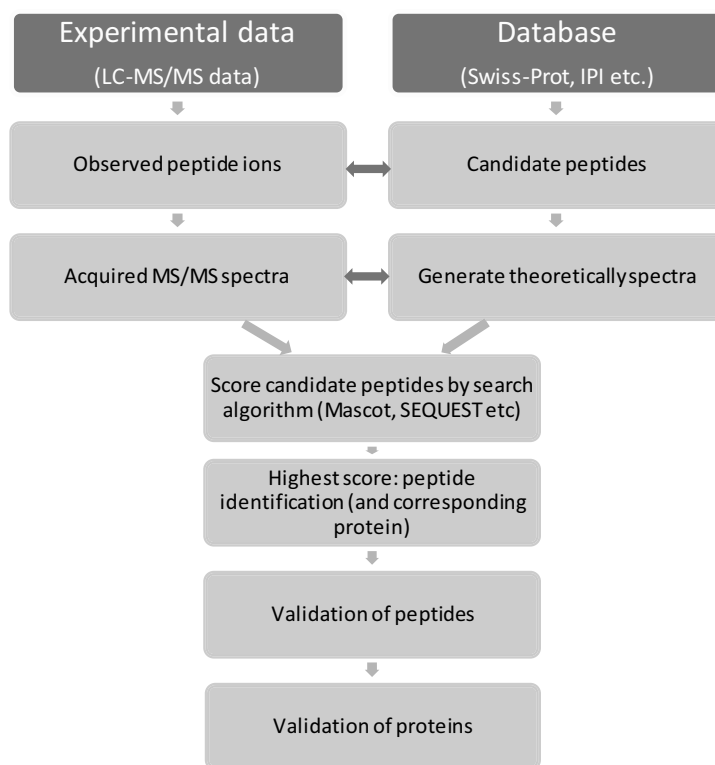 Experimental data
(LC-MS/MS data)
Database
(Swiss-Prot, IPI etc.)
Observed peptide ions
Candidate peptides
Acquired MS/MS spectra
Generate theoretically spectra
Score candidate peptides by search
algorithm (Mascot, SEQUEST etc)
Highest score: peptide
identification (and corresponding
protein)
Validation of peptides
Validation of proteins